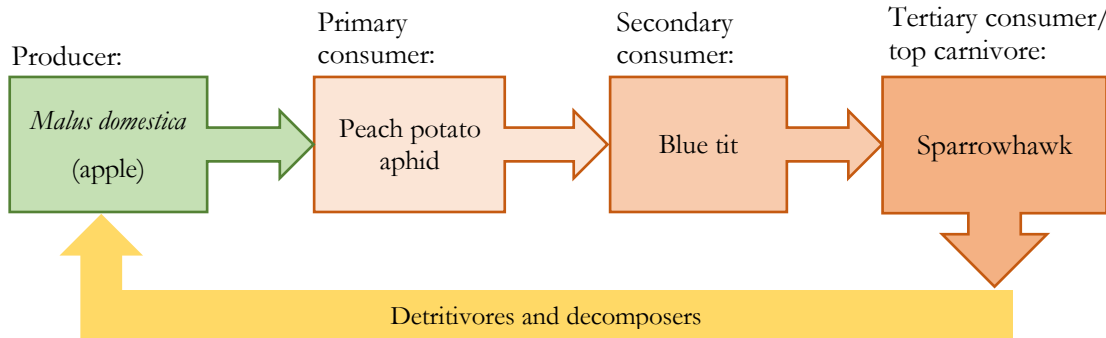 Producer:
Primary
consumer:
Secondary
consumer:
Tertiary consumer/
top carnivore:
Malus domestica
(apple)
Peach potato
aphid
Blue tit
Sparrowhawk
Detritivores and decomposers